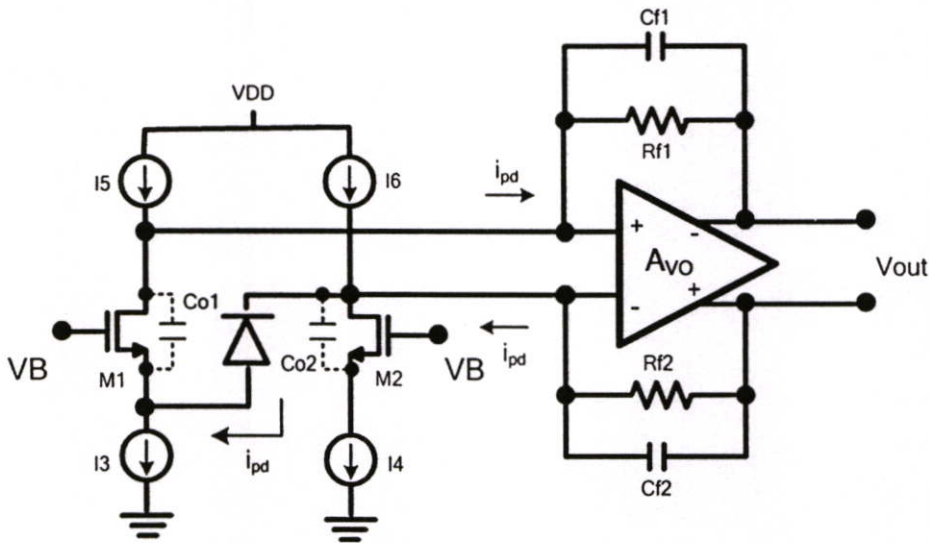 Cf1
VDD
Rf1
I5
I6
ipd
+
-
Avo
Vout
+
-
Co1
VB
M1
Co2
M2
VB
ipd
Rf2
I3
ipd
I4
Cf2